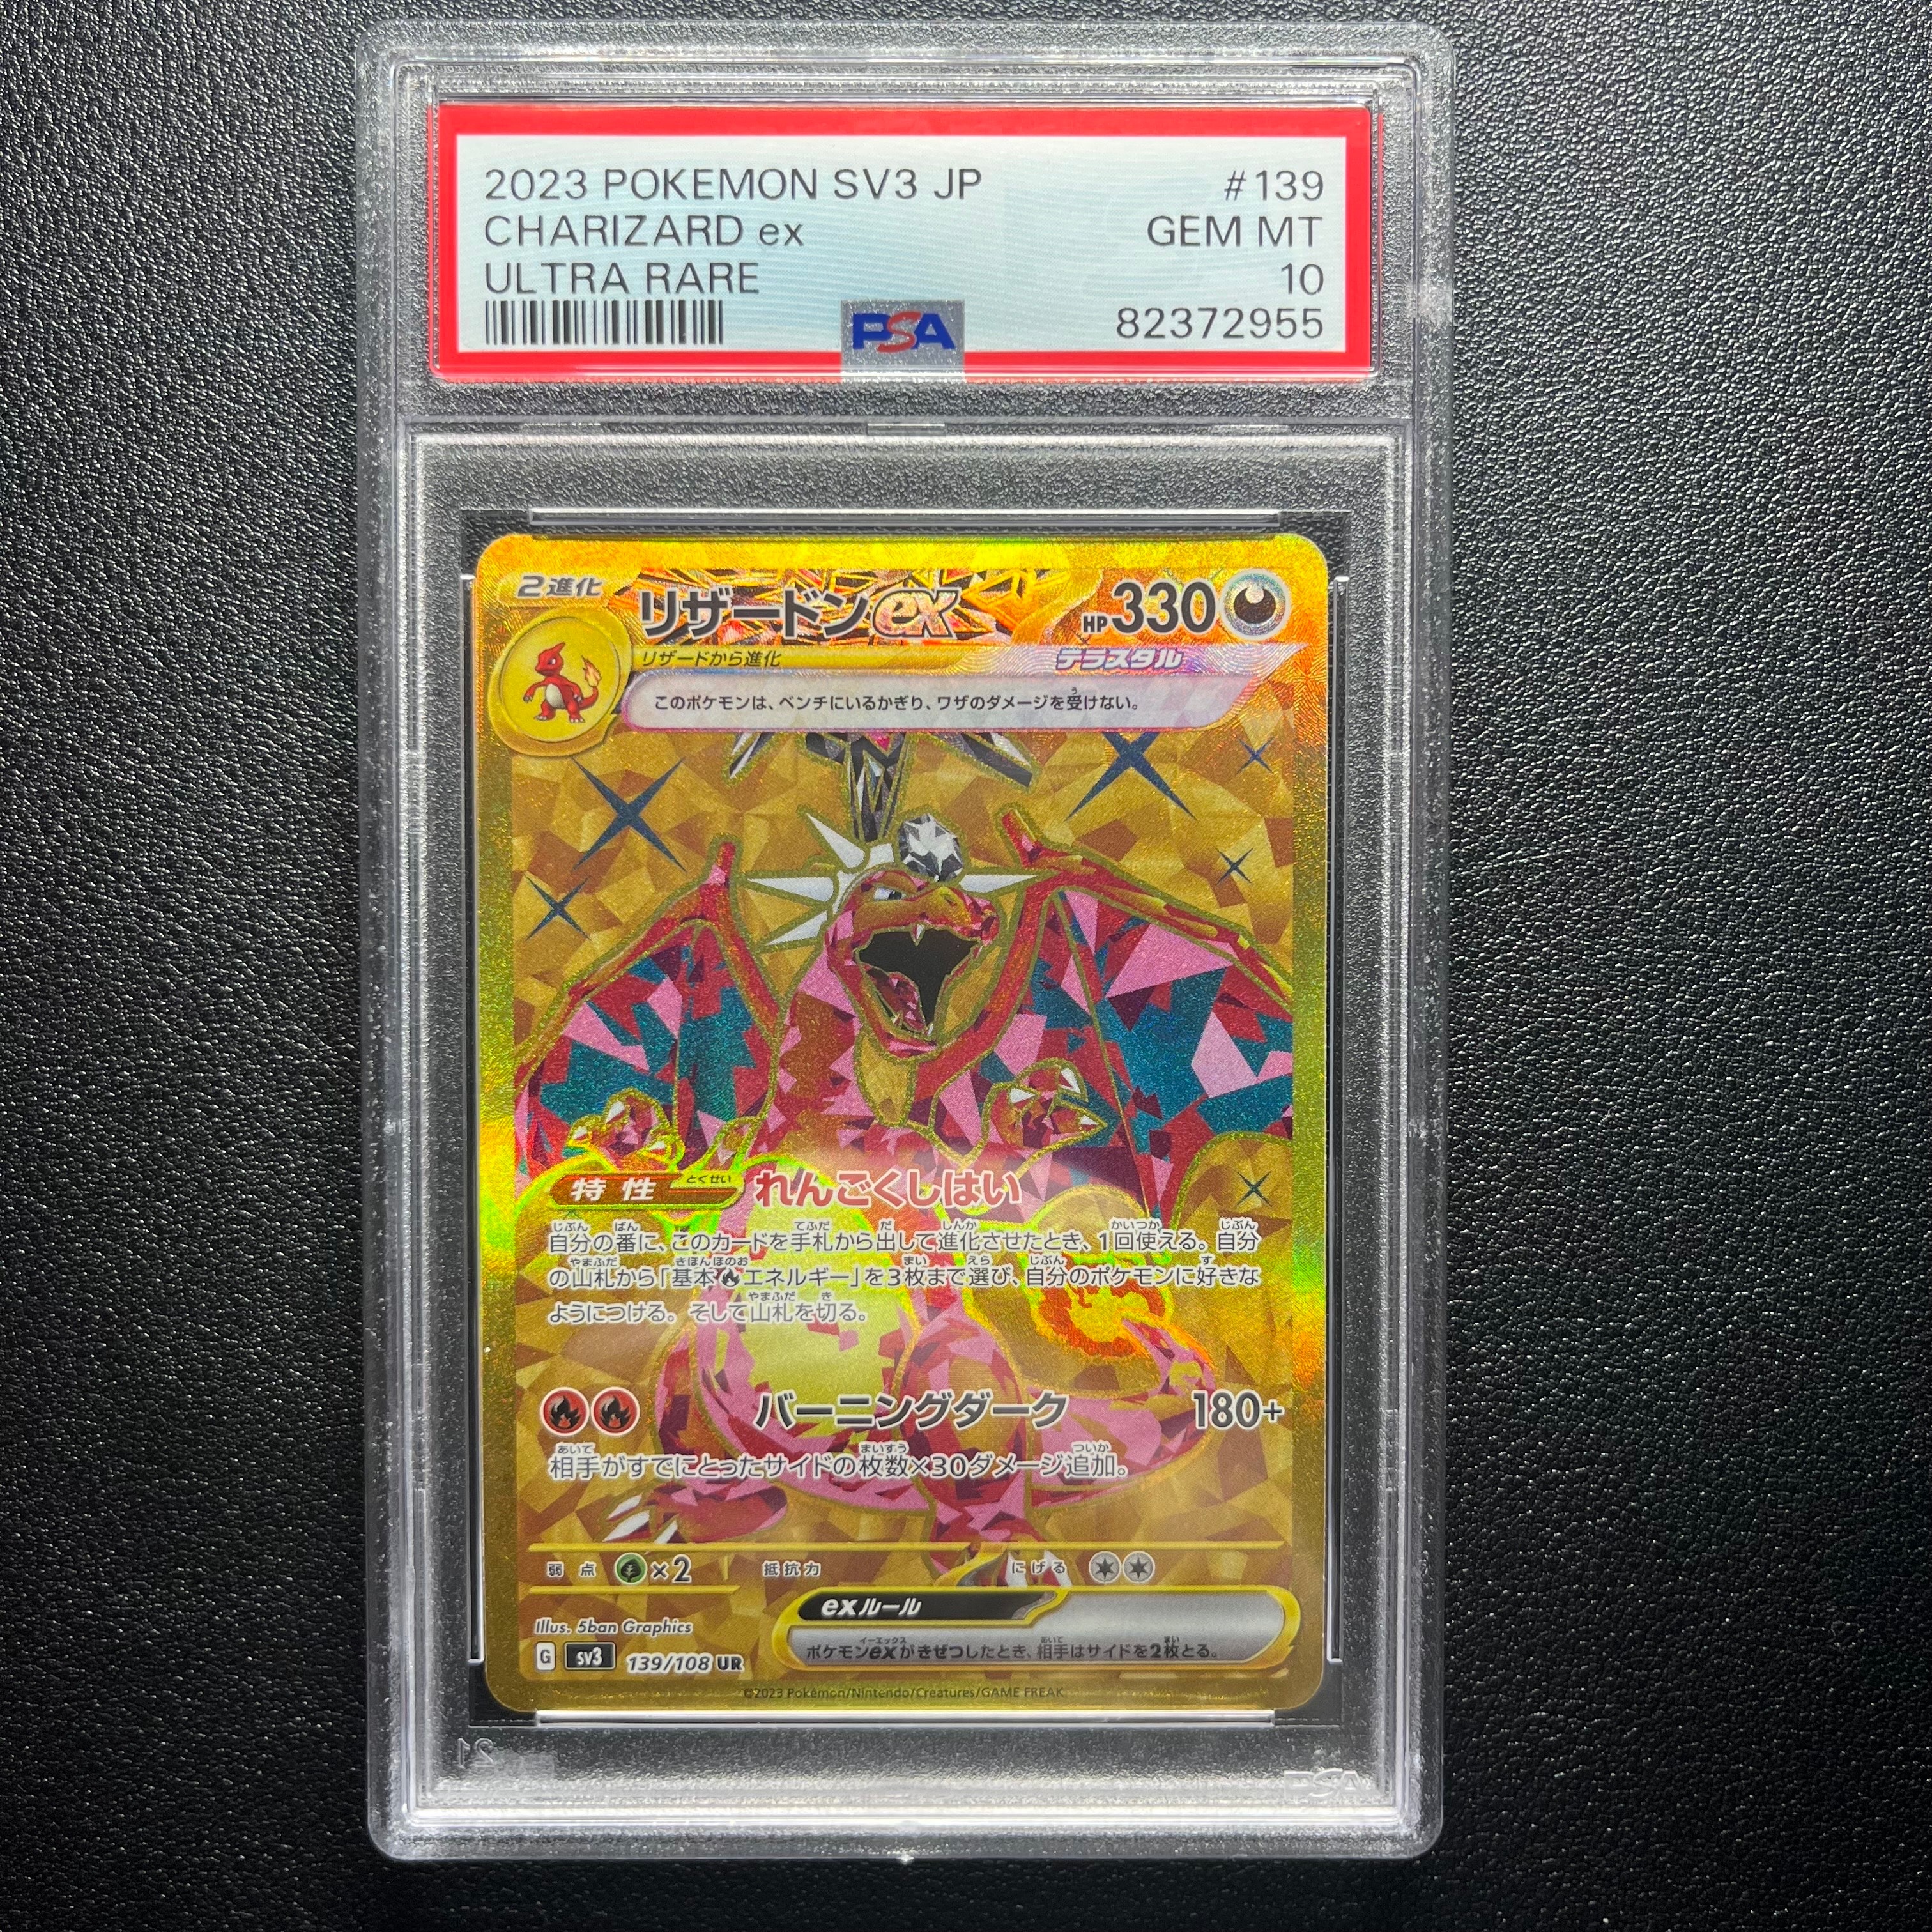 2023 POKEMON SV3 JP #139
CHARIZARD ex GEM MT
ULTRA RARE 10
PSA 82372955
2進化 リザードンex HP330
リザードから進化 テラスタル
このポケモンは、ベンチにいるかぎり、ワザのダメージを受けない。
特性 とくせい れんごくしはい
自分の番に、このカードを手札から出して進化させたとき、1回使える。自分
の山札から「基本エネルギー」を3枚まで選び、自分のポケモンに好きな
ようにつける。そして山札を切る。
バーニングダーク 180+
相手がすでにとったサイドの枚数×30ダメージ追加。
弱点 ×2 抵抗力 にげる
exルール
ポケモンexがきぜつしたとき、相手はサイドを2枚とる。
Illus. 5ban Graphics
G SV3 139/108 UR
©2023 Pokémon/Nintendo/Creatures/GAME FREAK
21
PSA